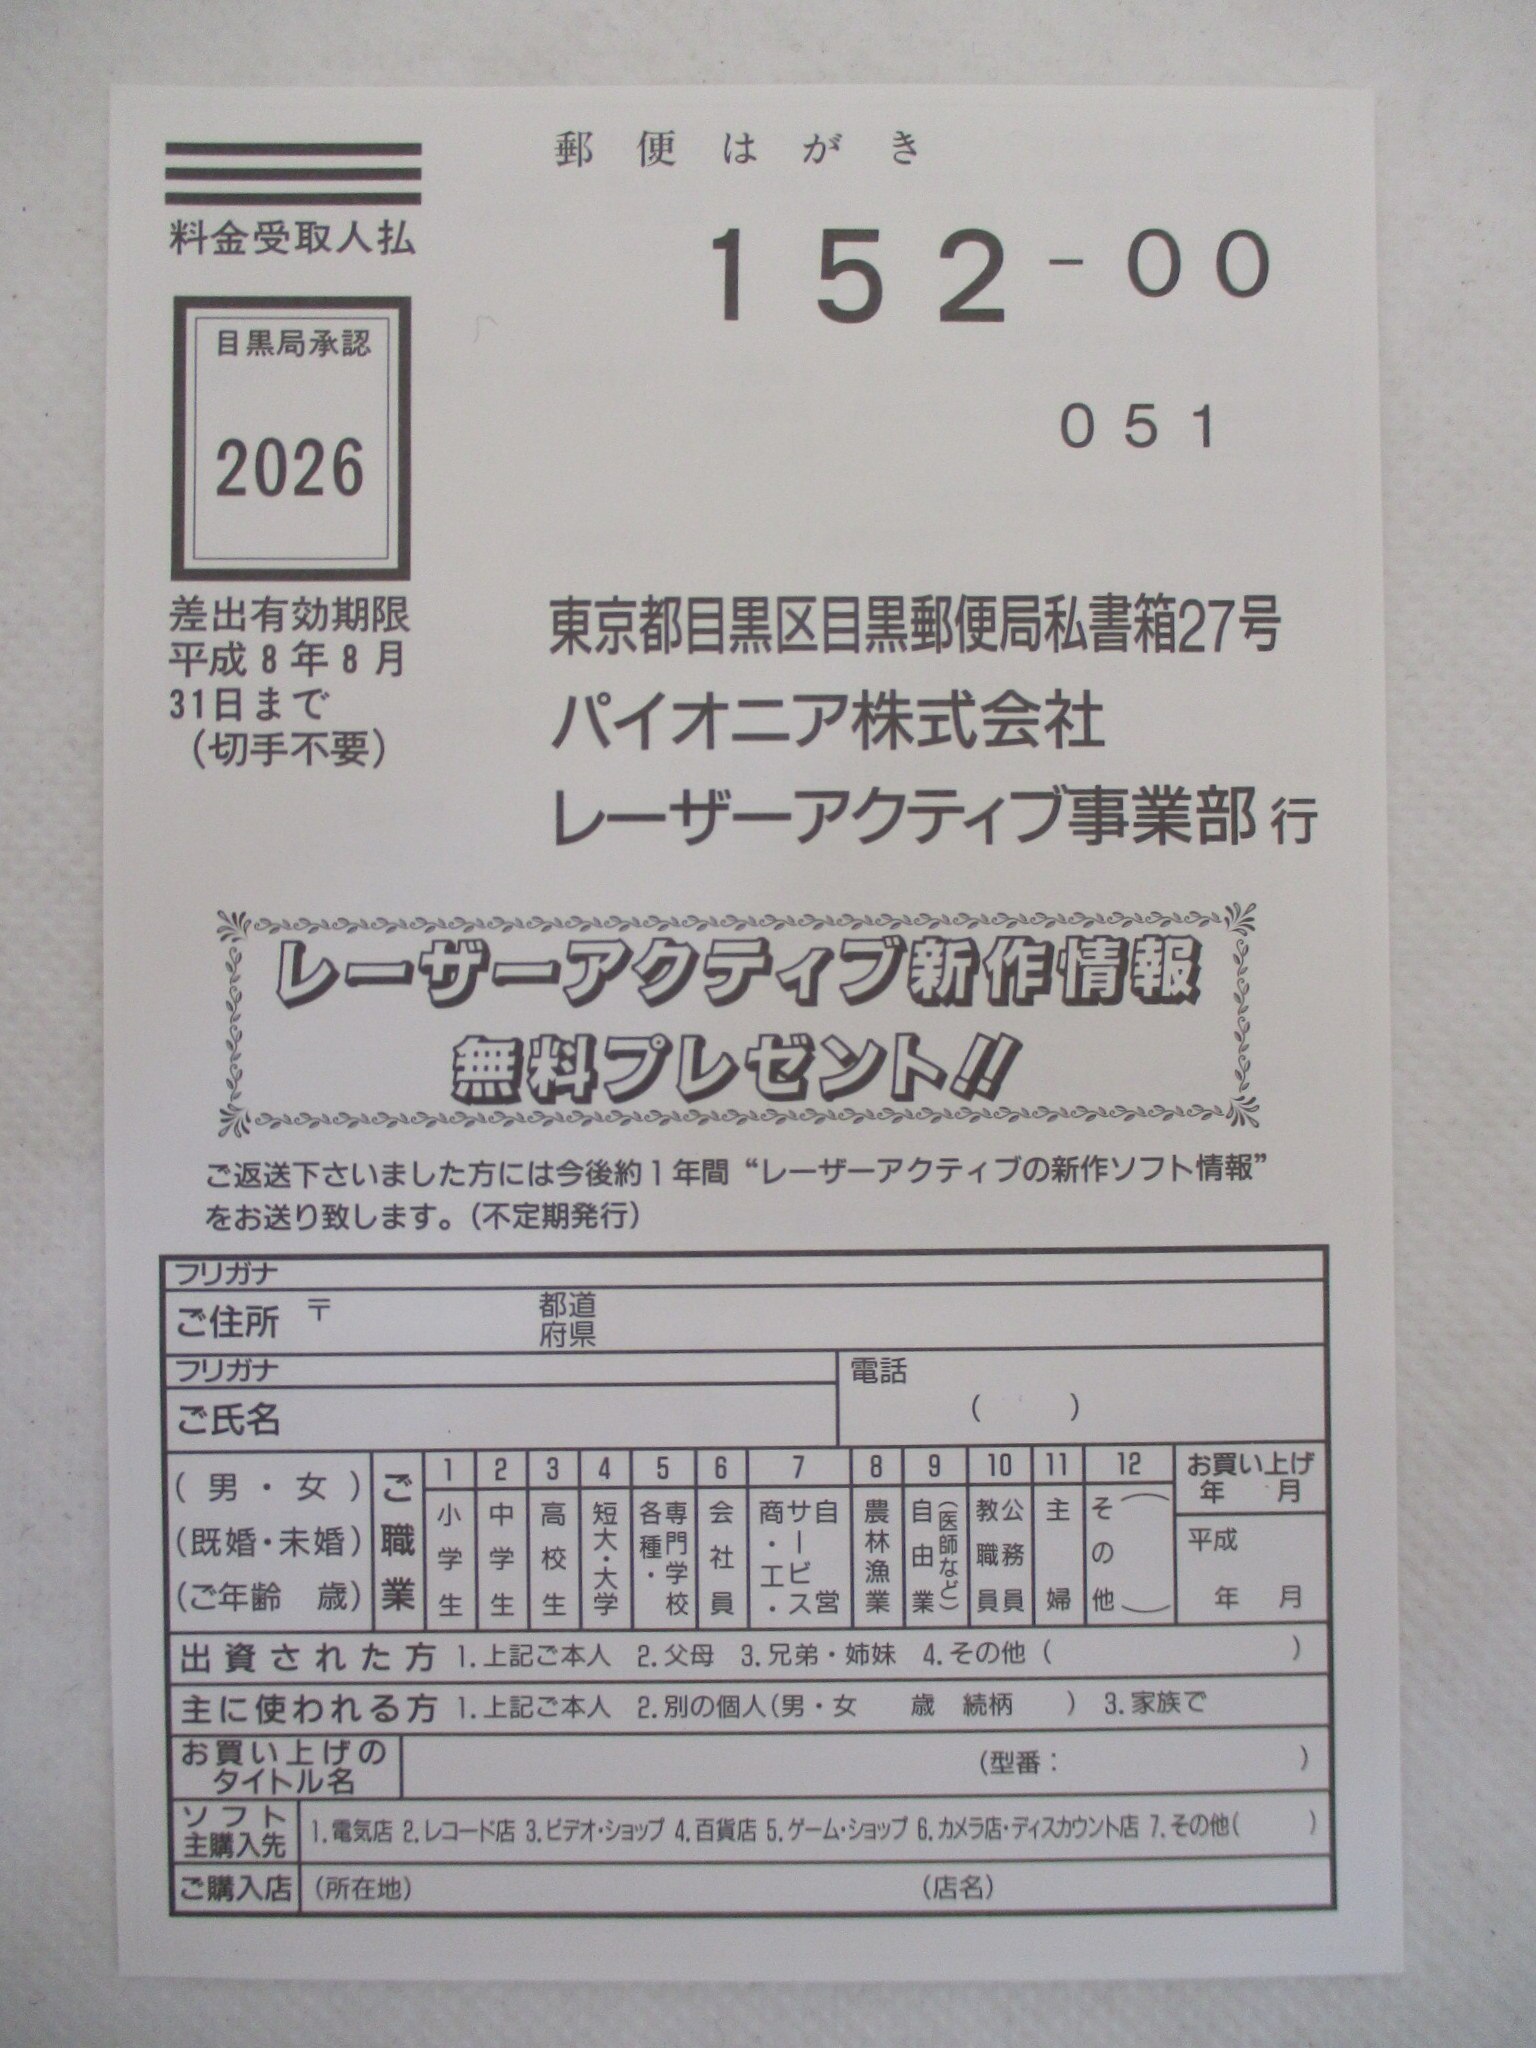 郵便はがき
料金受取人払
152-00
目黒局承認
2026
051
差出有効期限
平成8年8月
31日まで
(切手不要)
東京都目黒区目黒郵便局私書箱27号
パイオニア株式会社
レーザーアクティブ事業部 行
レーザーアクティブ新作情報
無料プレゼント!!
ご返送下さいました方には今後約1年間“レーザーアクティブの新作ソフト情報”
をお送り致します。(不定期発行)
フリガナ
ご住所 〒 都道
府県
フリガナ
ご氏名
電話
( )
(男・女)
(既婚・未婚)
(ご年齢 歳)
ご職業
1 小学生
2 中学生
3 高校生
4 短大・大学
5 専門学校各種・
6 会社員
7 自営サービス商・工・
8 農林漁業
9 (医師など)自由業
10 公務員教職員
11 主婦
12 その他( )
お買い上げ
年 月
平成
年 月
出資された方 1.上記ご本人 2.父母 3.兄弟・姉妹 4.その他( )
主に使われる方 1.上記ご本人 2.別の個人(男・女 歳 続柄 ) 3.家族で
お買い上げの
タイトル名
(型番: )
ソフト
主購入先
1.電気店 2.レコード店 3.ビデオ・ショップ 4.百貨店 5.ゲーム・ショップ 6.カメラ店・ディスカウント店 7.その他( )
ご購入店 (所在地) (店名)